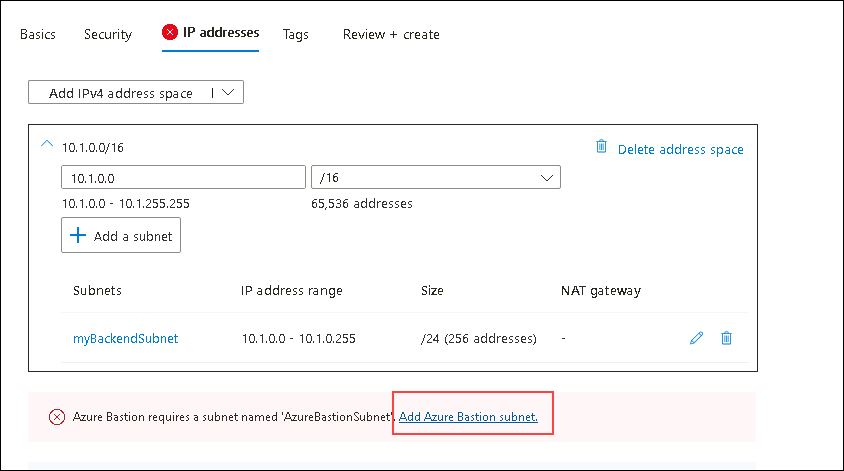 Basics Security IP addresses Tags Review + create
Add IPv4 address space
10.1.0.0/16 Delete address space
10.1.0.0 /16
10.1.0.0 - 10.1.255.255 65,536 addresses
Add a subnet
Subnets IP address range Size NAT gateway
myBackendSubnet 10.1.0.0 - 10.1.0.255 /24 (256 addresses) -
Azure Bastion requires a subnet named 'AzureBastionSubnet'. Add Azure Bastion subnet.